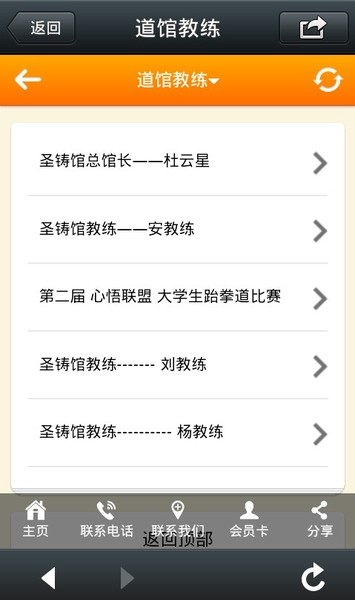 返回
道馆教练
道馆教练
圣铸馆总馆长——杜云星
圣铸馆教练——安教练
第二届 心悟联盟 大学生跆拳道比赛
圣铸馆教练------- 刘教练
圣铸馆教练---------- 杨教练
主页 联系电话 联系我们 会员卡 分享
返回顶部